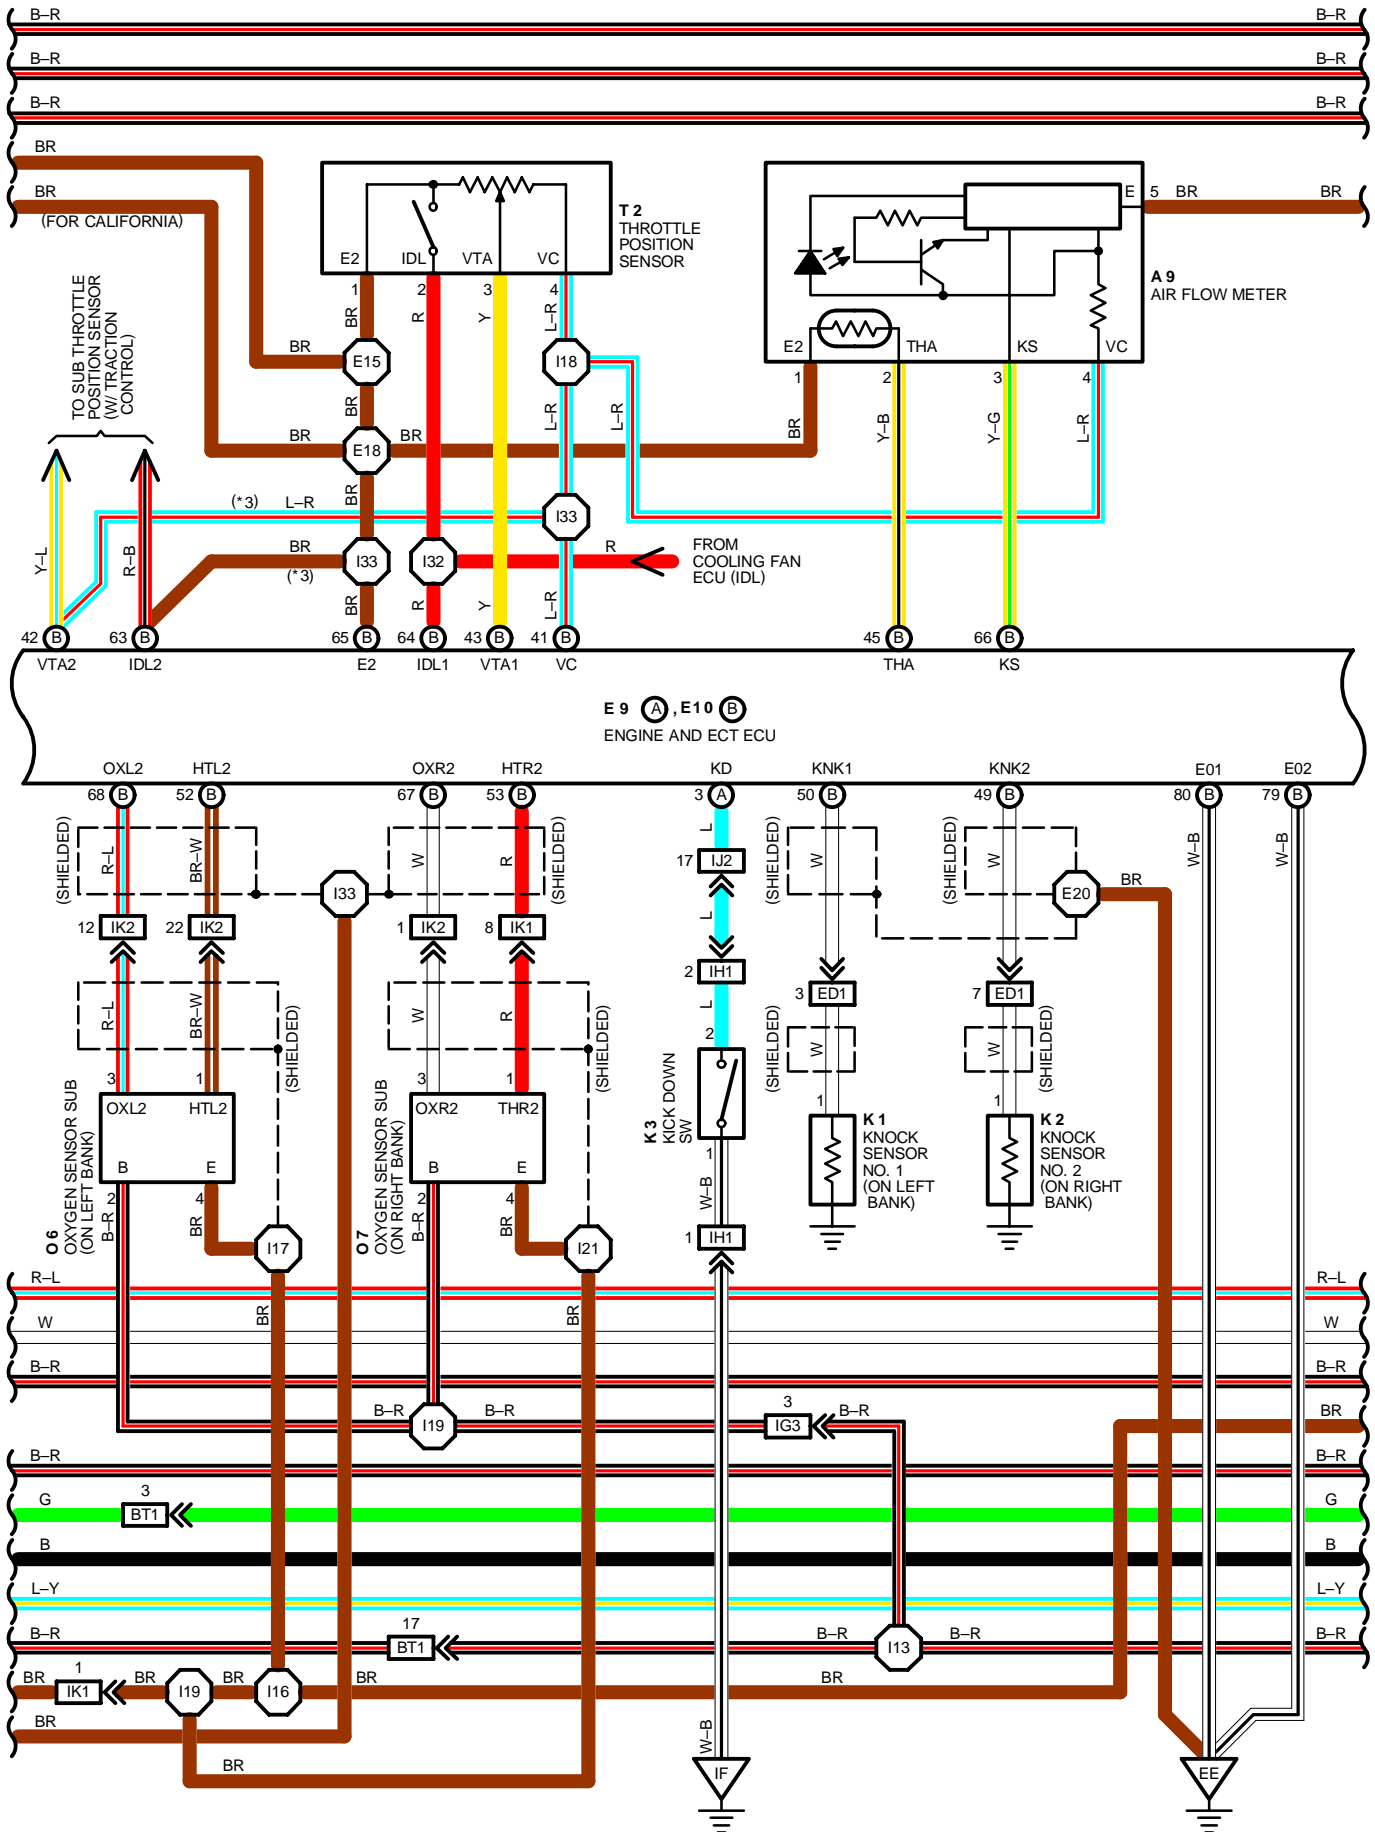 B–R B–R
B–R B–R
B–R B–R
BR
BR
(FOR CALIFORNIA)
E2 IDL VTA VC
T 2
THROTTLE
POSITION
SENSOR
E 5 BR BR
A 9
AIR FLOW METER
E2 THA KS VC
1 2 3 4
1 2 3 4
BR R Y L–R
TO SUB THROTTLE
POSITION SENSOR
(W/ TRACTION
CONTROL)
BR E15 I18
BR L–R L–R
BR Y–B Y–G L–R
BR E18 BR
BR
(*3) L–R I33
Y–L R–B
BR I33 I32 R
(*3)
FROM
COOLING FAN
ECU (IDL)
BR R Y L–R
42 B 63 B 65 B 64 B 43 B 41 B 45 B 66 B
VTA2 IDL2 E2 IDL1 VTA1 VC THA KS
E 9 A , E10 B
ENGINE AND ECT ECU
OXL2 HTL2 OXR2 HTR2 KD KNK1 KNK2 E01 E02
68 B 52 B 67 B 53 B 3 A 50 B 49 B 80 B 79 B
(SHIELDED) R–L BR–W W R (SHIELDED) L (SHIELDED) W (SHIELDED) W W–B W–B
17 IJ2
I33 E20 BR
12 IK2 22 IK2 1 IK2 8 IK1 L
2 IH1
3 ED1 7 ED1
R–L BR–W (SHIELDED) W R (SHIELDED) L (SHIELDED) W W (SHIELDED)
2
3 1 3 1
OXL2 HTL2 OXR2 THR2
B E B E
2 4 2 4
O 6
OXYGEN SENSOR SUB
(ON LEFT BANK)
O 7
OXYGEN SENSOR SUB
(ON RIGHT BANK)
K 3
KICK DOWN
SW
1
1
K 1
KNOCK
SENSOR
NO. 1
(ON LEFT
BANK)
1
K 2
KNOCK
SENSOR
NO. 2
(ON RIGHT
BANK)
B–R BR I17 B–R BR I21 W–B
1 IH1
R–L R–L
BR BR
W W
B–R B–R
B–R I19 B–R 3 IG3 B–R BR
B–R B–R
G 3 BT1 G
B B
L–Y L–Y
B–R 17 BT1 B–R I13 B–R B–R
BR 1 IK1 BR I19 BR I16 BR BR
BR
BR
W–B
IF EE